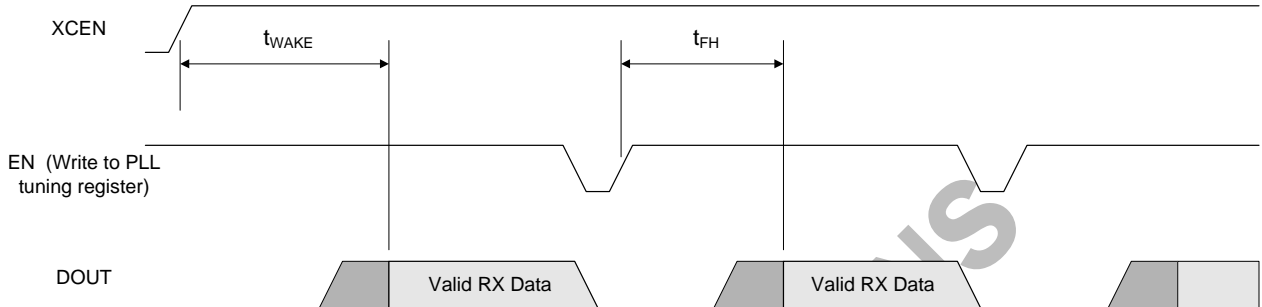 XCEN
tWAKE
tFH
EN (Write to PLL
tuning register)
DOUT
Valid RX Data
Valid RX Data